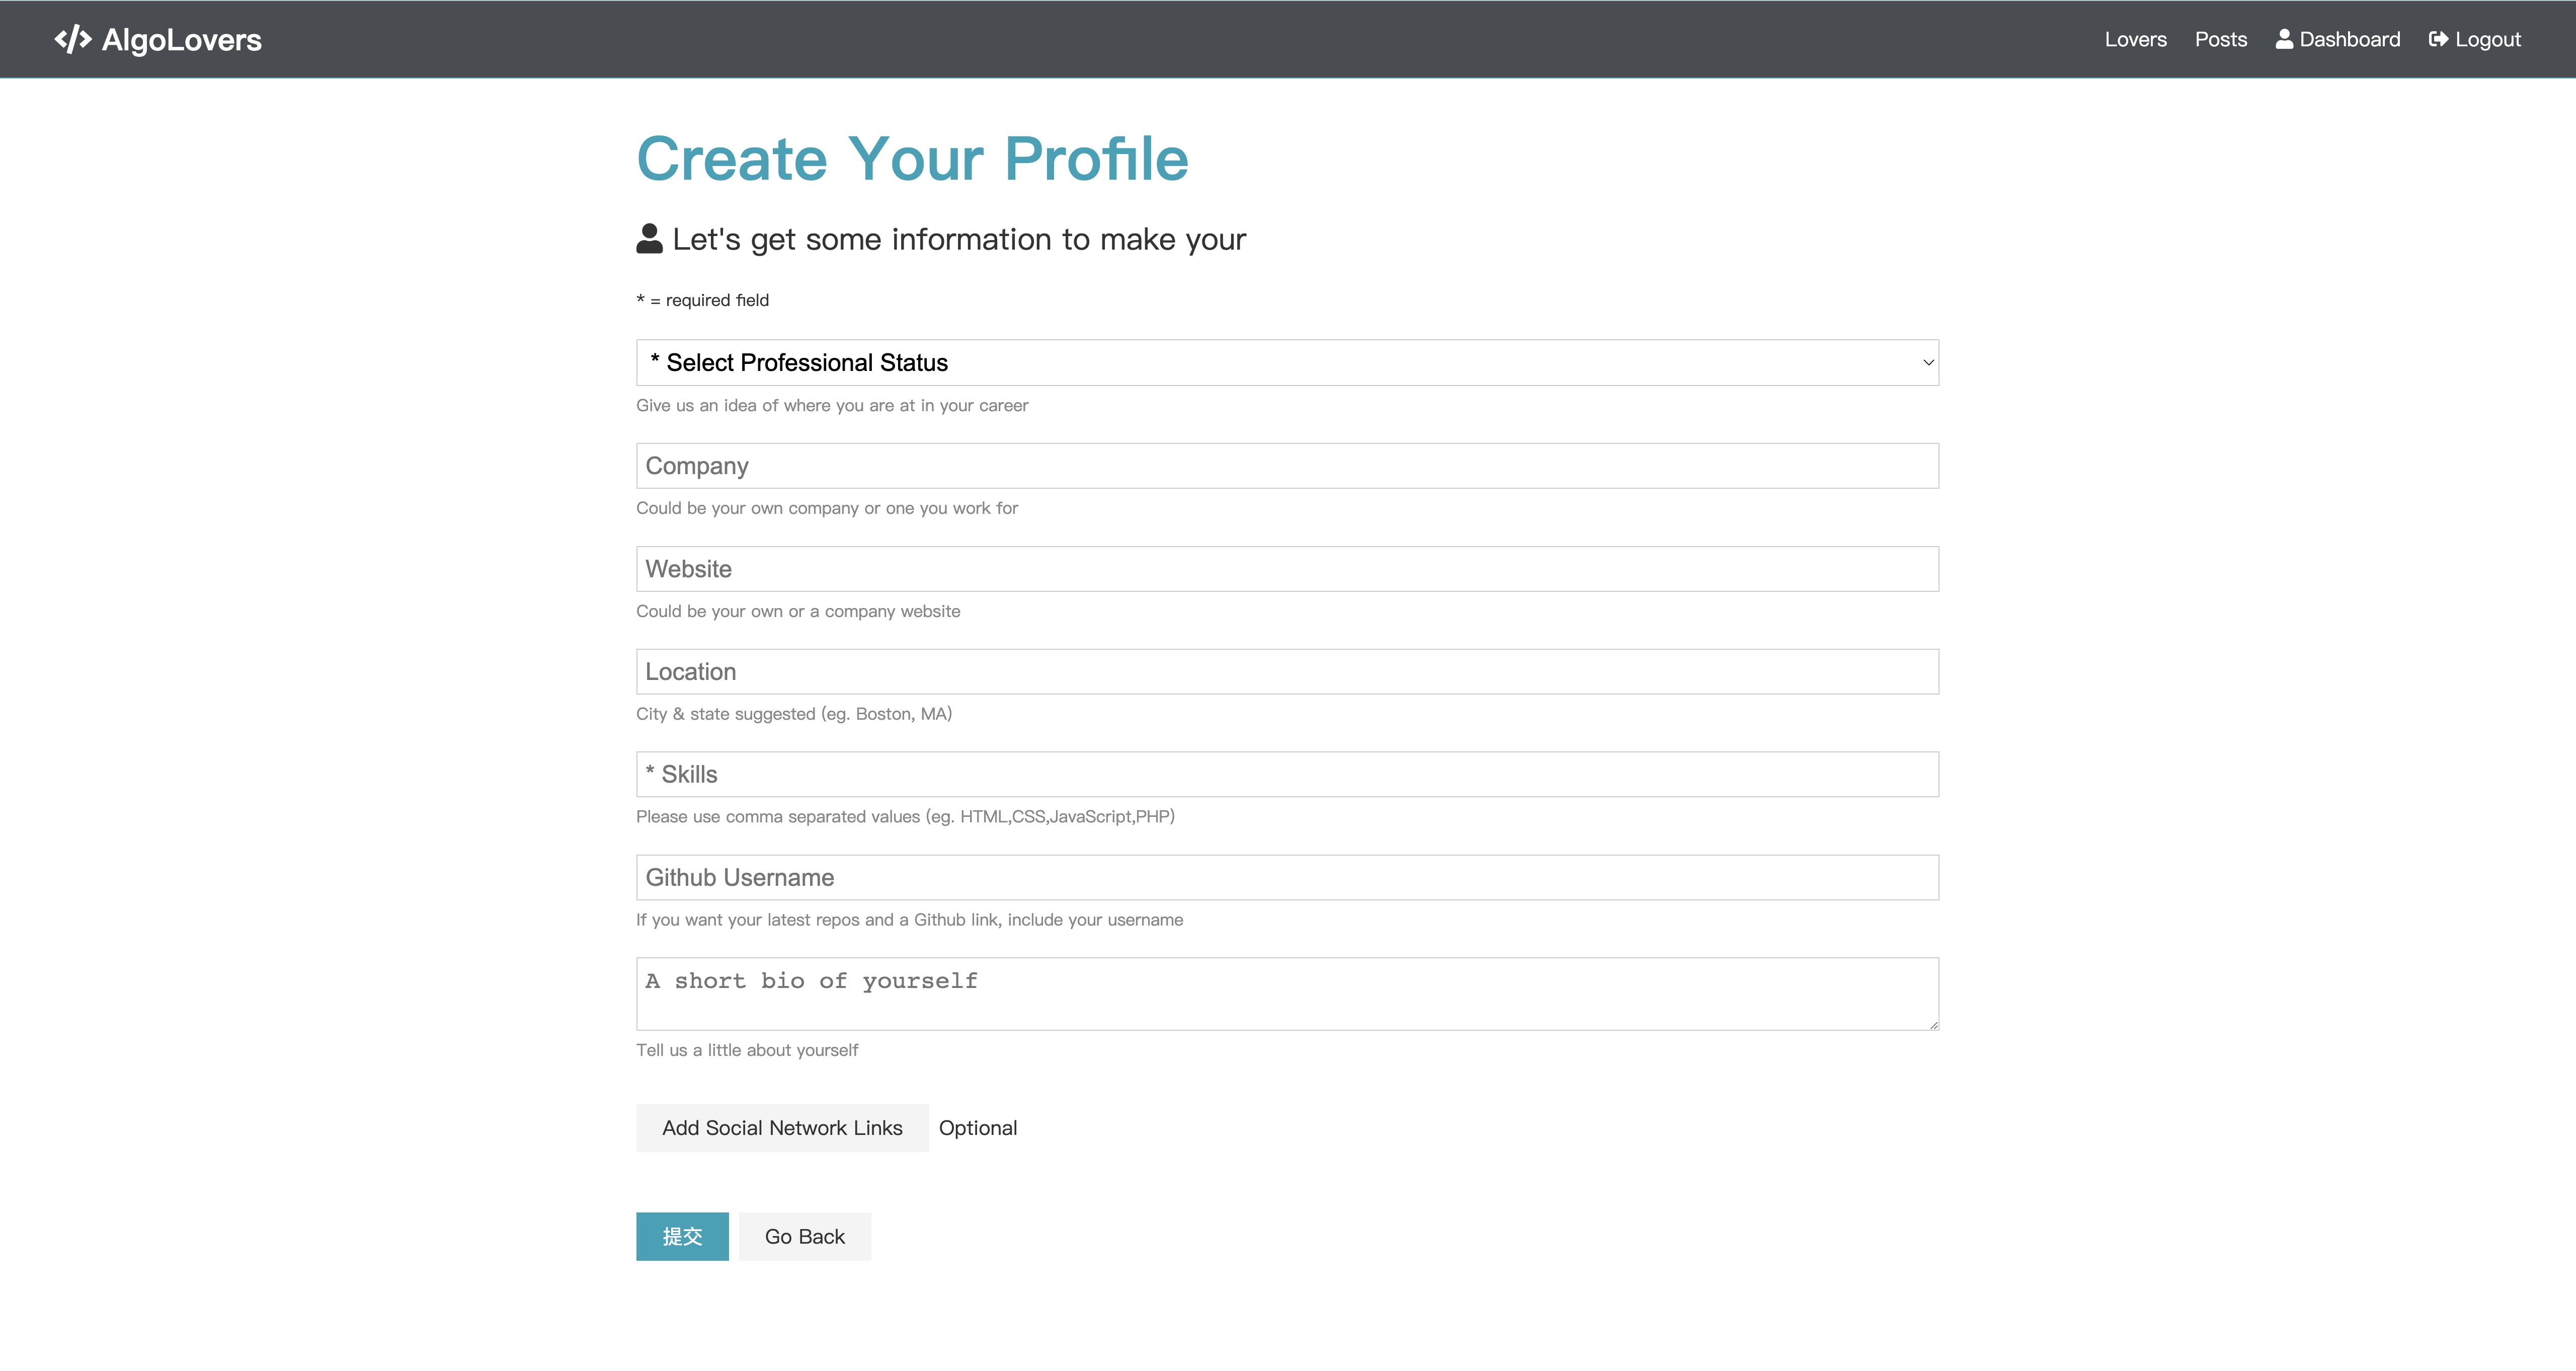 AlgoLovers
Lovers Posts Dashboard Logout
Create Your Profile
Let's get some information to make your
* = required field
* Select Professional Status
Give us an idea of where you are at in your career
Company
Could be your own company or one you work for
Website
Could be your own or a company website
Location
City & state suggested (eg. Boston, MA)
* Skills
Please use comma separated values (eg. HTML,CSS,JavaScript,PHP)
Github Username
If you want your latest repos and a Github link, include your username
A short bio of yourself
Tell us a little about yourself
Add Social Network Links Optional
提交 Go Back